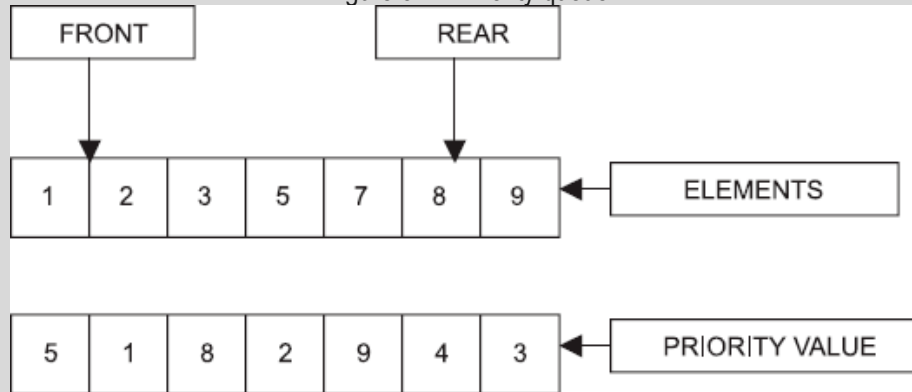 FRONT REAR
1 2 3 5 7 8 9 ELEMENTS
5 1 8 2 9 4 3 PRIORITY VALUE